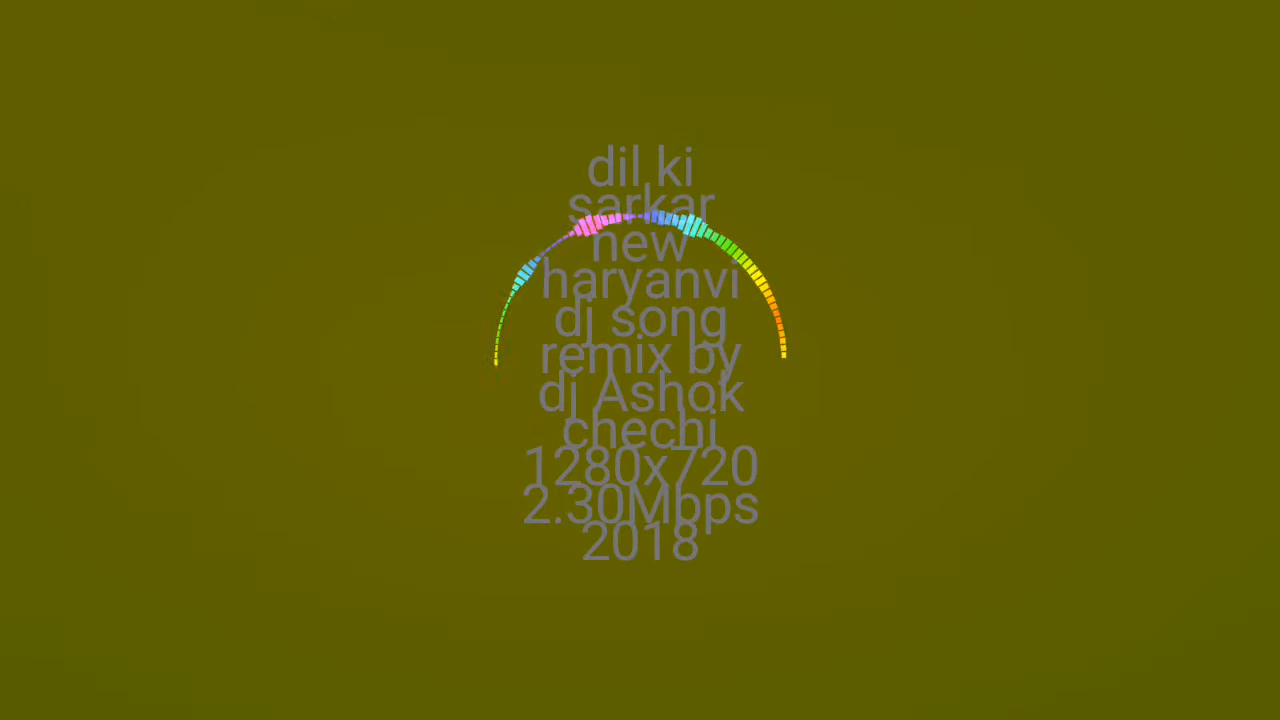 dil ki
sarkar
new
haryanvi
dj song
remix by
dj Ashok
chechi
1280x720
2.30Mbps
2018